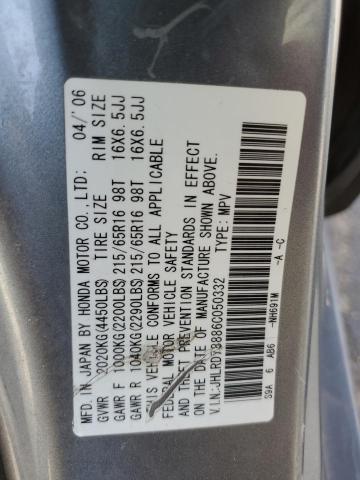 MFD. IN JAPAN BY HONDA MOTOR CO.,LTD: 04/'06
GVWR 2020KG(4450LBS) TIRE SIZE RIM SIZE
GAWR F 1000KG(2200LBS) 215/65R16 98T 16X6.5JJ
GAWR R 1040KG(2290LBS) 215/65R16 98T 16X6.5JJ
THIS VEHICLE CONFORMS TO ALL APPLICABLE
FEDERAL MOTOR VEHICLE SAFETY
AND THEFT PREVENTION STANDARDS IN EFFECT
ON THE DATE OF MANUFACTURE SHOWN ABOVE.
V.I.N.:JHLRD78886C050332 TYPE: MPV
S9A 6 AB6 -NH691M -A -C